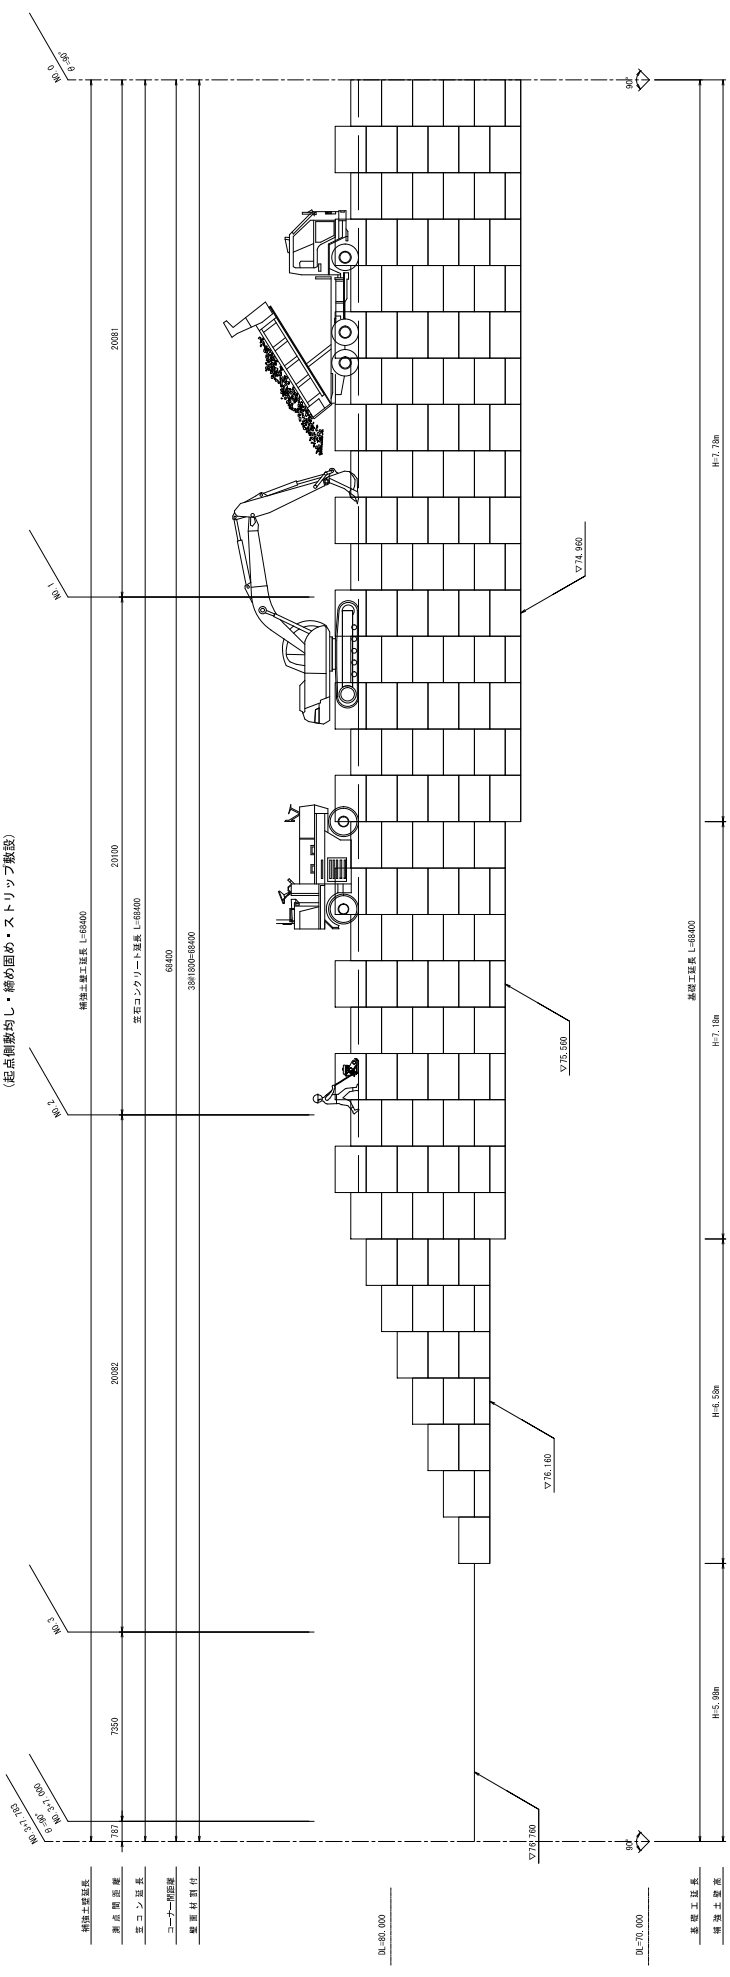 (起点側敷均し・締め固め・ストリップ敷設)
NO.3+7.783
θ=90°
NO.3+7.000
NO.3
NO.2
NO.1
NO.0
θ=90°
補強土壁延長
補強土壁工延長 L=68400
測点間距離
787
7350
20082
20100
20081
笠コン延長
笠石コンクリート延長 L=68400
コーナー間距離
68400
壁面材割付
38@1800=68400
DL=80.000
▽76.760
▽76.160
▽75.560
▽74.960
DL=70.000
90°
90°
基礎工延長
基礎工延長 L=68400
補強土壁高
H=5.98m
H=6.58m
H=7.18m
H=7.78m